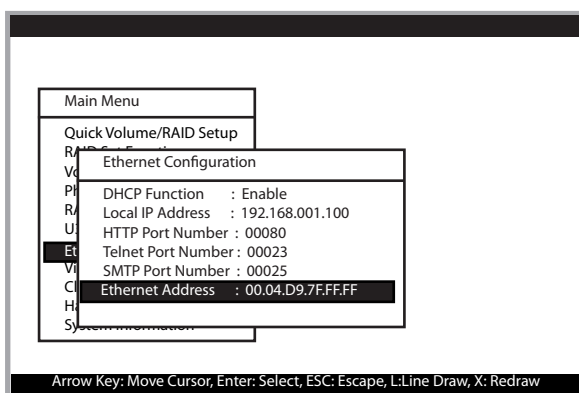 Main Menu
Quick Volume/RAID Setup
Ethernet Configuration
DHCP Function : Enable
Local IP Address : 192.168.001.100
HTTP Port Number : 00080
Telnet Port Number : 00023
SMTP Port Number : 00025
Ethernet Address : 00.04.D9.7F.FF.FF
Arrow Key: Move Cursor, Enter: Select, ESC: Escape, L:Line Draw, X: Redraw